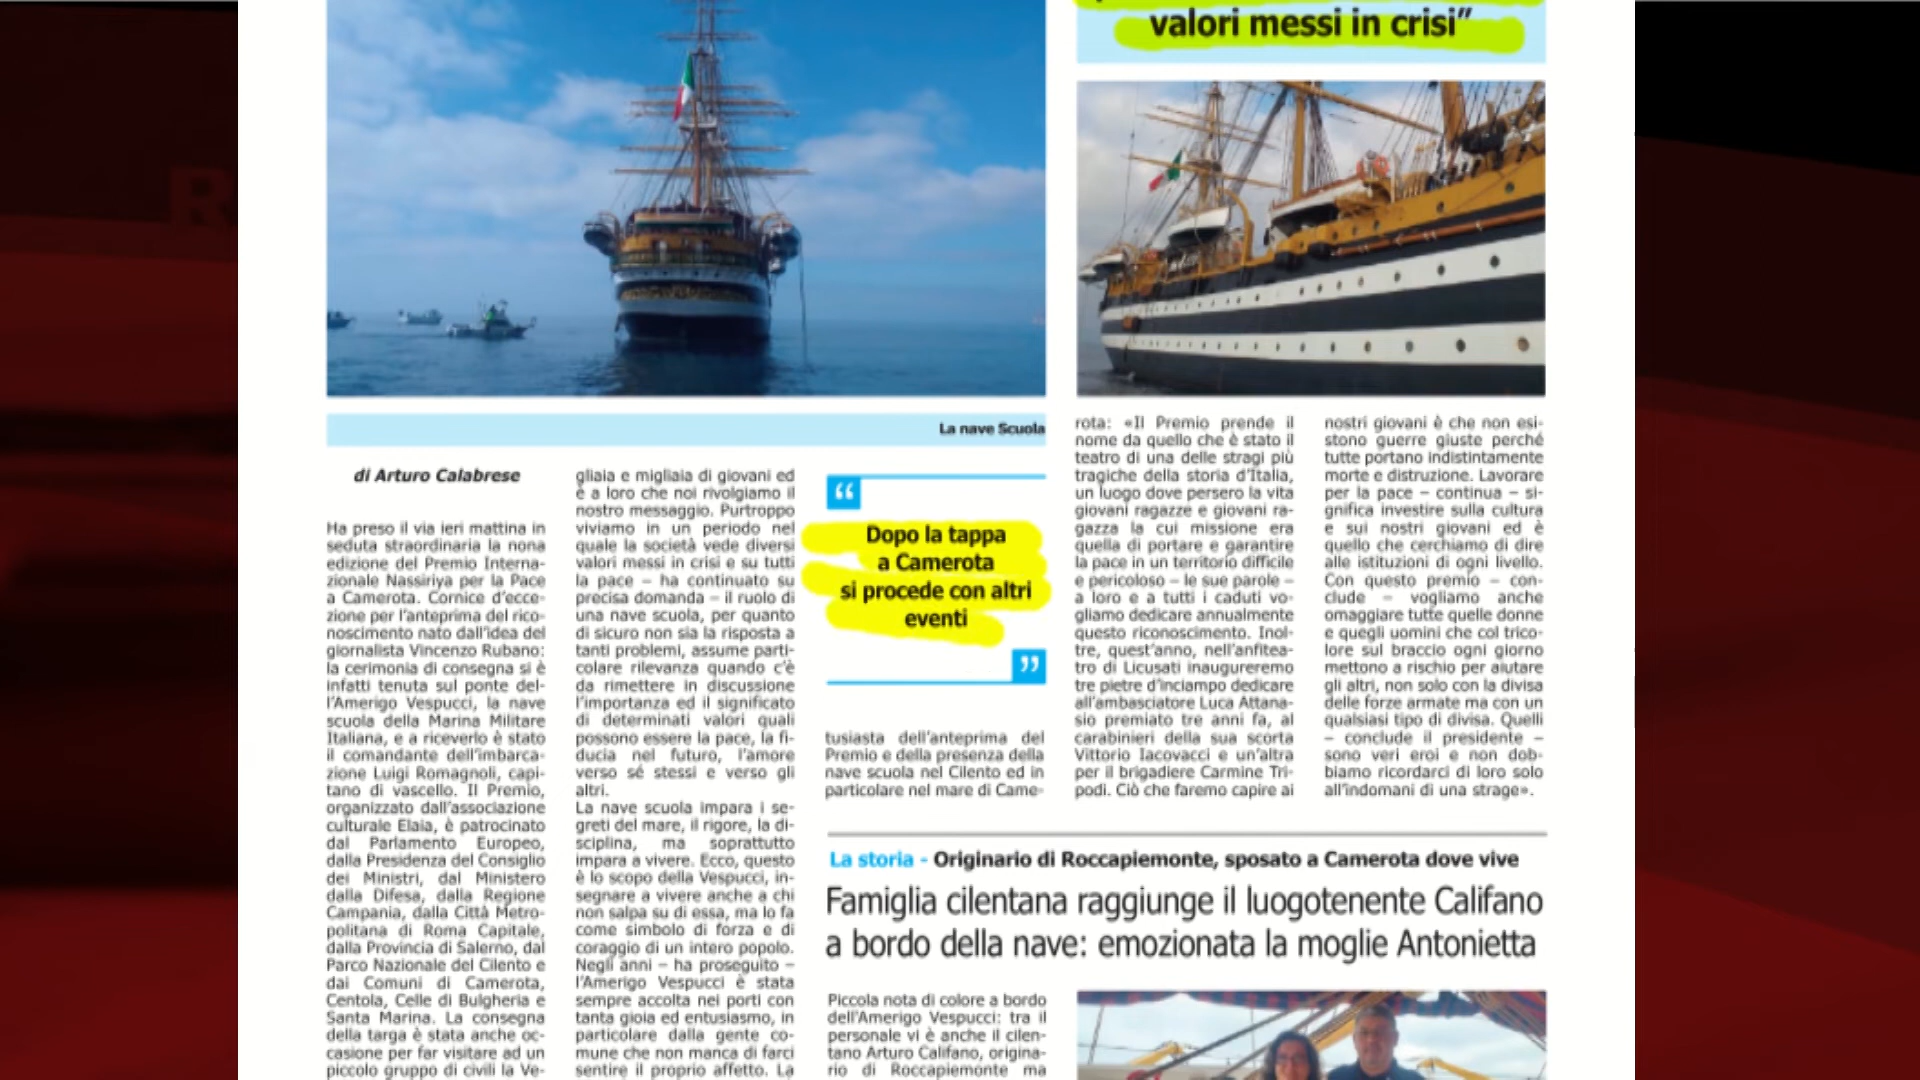 valori messi in crisi”
La nave Scuola
di Arturo Calabrese
Ha preso il via ieri mattina in
seduta straordinaria la nona
edizione del Premio Interna-
zionale Nassiriya per la Pace
a Camerota. Cornice d'ecce-
zione per l'anteprima del rico-
noscimento nato dall'idea del
giornalista Vincenzo Rubano:
la cerimonia di consegna si è
infatti tenuta sul ponte del-
l'Amerigo Vespucci, la nave
scuola della Marina Militare
Italiana, e a riceverlo è stato
il comandante dell'imbarca-
zione Luigi Romagnoli, capi-
tano di vascello. Il Premio,
organizzato dall'associazione
culturale Elaia, è patrocinato
dal Parlamento Europeo,
dalla Presidenza del Consiglio
dei Ministri, dal Ministero
dalla Difesa, dalla Regione
Campania, dalla Città Metro-
politana di Roma Capitale,
dalla Provincia di Salerno, dal
Parco Nazionale del Cilento e
dai Comuni di Camerota,
Centola, Celle di Bulgheria e
Santa Marina. La consegna
della targa è stata anche oc-
casione per far visitare ad un
piccolo gruppo di civili la Ve-
gliaia e migliaia di giovani ed
è a loro che noi rivolgiamo il
nostro messaggio. Purtroppo
viviamo in un periodo nel
quale la società vede diversi
valori messi in crisi e su tutti
la pace – ha continuato su
precisa domanda – il ruolo di
una nave scuola, per quanto
di sicuro non sia la risposta a
tanti problemi, assume parti-
colare rilevanza quando c'è
da rimettere in discussione
l'importanza ed il significato
di determinati valori quali
possono essere la pace, la fi-
ducia nel futuro, l'amore
verso sé stessi e verso gli
altri.
La nave scuola impara i se-
greti del mare, il rigore, la di-
sciplina, ma soprattutto
impara a vivere. Ecco, questo
è lo scopo della Vespucci, in-
segnare a vivere anche a chi
non salpa su di essa, ma lo fa
come simbolo di forza e di
coraggio di un intero popolo.
Negli anni – ha proseguito –
l'Amerigo Vespucci è stata
sempre accolta nei porti con
tanta gioia ed entusiasmo, in
particolare dalla gente co-
mune che non manca di farci
sentire il proprio affetto. La
“
Dopo la tappa
a Camerota
si procede con altri
eventi
”
tusiasta dell'anteprima del
Premio e della presenza della
nave scuola nel Cilento ed in
particolare nel mare di Came-
rota: «Il Premio prende il
nome da quello che è stato il
teatro di una delle stragi più
tragiche della storia d'Italia,
un luogo dove persero la vita
giovani ragazze e giovani ra-
gazza la cui missione era
quella di portare e garantire
la pace in un territorio difficile
e pericoloso – le sue parole –
a loro e a tutti i caduti vo-
gliamo dedicare annualmente
questo riconoscimento. Inol-
tre, quest'anno, nell'anfitea-
tro di Licusati inaugureremo
tre pietre d'inciampo dedicare
all'ambasciatore Luca Attana-
sio premiato tre anni fa, al
carabinieri della sua scorta
Vittorio Iacovacci e un'altra
per il brigadiere Carmine Tri-
podi. Ciò che faremo capire ai
nostri giovani è che non esi-
stono guerre giuste perché
tutte portano indistintamente
morte e distruzione. Lavorare
per la pace – continua – si-
gnifica investire sulla cultura
e sui nostri giovani ed è
quello che cerchiamo di dire
alle istituzioni di ogni livello.
Con questo premio – con-
clude – vogliamo anche
omaggiare tutte quelle donne
e quegli uomini che col trico-
lore sul braccio ogni giorno
mettono a rischio per aiutare
gli altri, non solo con la divisa
delle forze armate ma con un
qualsiasi tipo di divisa. Quelli
– conclude il presidente –
sono veri eroi e non dob-
biamo ricordarci di loro solo
all'indomani di una strage».
La storia - Originario di Roccapiemonte, sposato a Camerota dove vive
Famiglia cilentana raggiunge il luogotenente Califano
a bordo della nave: emozionata la moglie Antonietta
Piccola nota di colore a bordo
dell'Amerigo Vespucci: tra il
personale vi è anche il cilen-
tano Arturo Califano, origina-
rio di Roccapiemonte ma